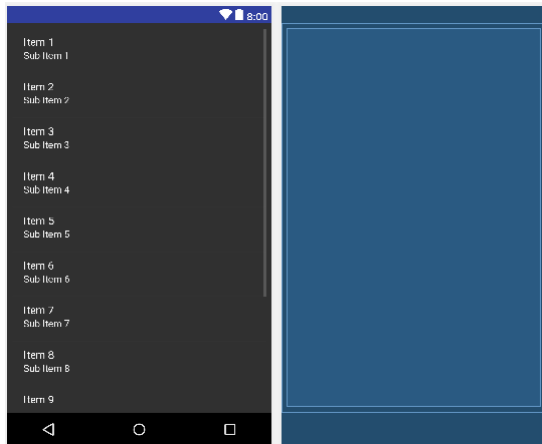 8:00
Item 1
Sub Item 1
Item 2
Sub Item 2
Item 3
Sub Item 3
Item 4
Sub Item 4
Item 5
Sub Item 5
Item 6
Sub Item 6
Item 7
Sub Item 7
Item 8
Sub Item 8
Item 9